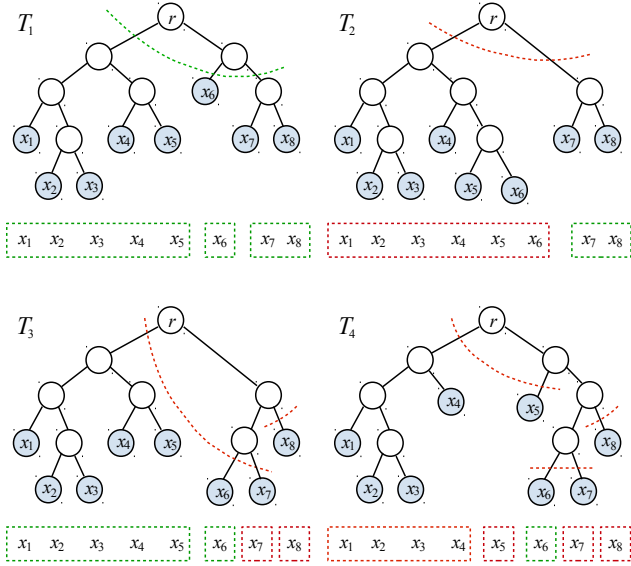 T₁ r
x₆
x₁ x₄ x₅ x₇ x₈
x₂ x₃
x₁ x₂ x₃ x₄ x₅ x₆ x₇ x₈
T₂ r
x₁ x₄ x₇ x₈
x₂ x₃ x₅ x₆
x₁ x₂ x₃ x₄ x₅ x₆ x₇ x₈
T₃ r
x₁ x₄ x₅ x₈
x₂ x₃ x₆ x₇
x₁ x₂ x₃ x₄ x₅ x₆ x₇ x₈
T₄ r
x₄ x₅
x₁ x₈
x₂ x₃ x₆ x₇
x₁ x₂ x₃ x₄ x₅ x₆ x₇ x₈